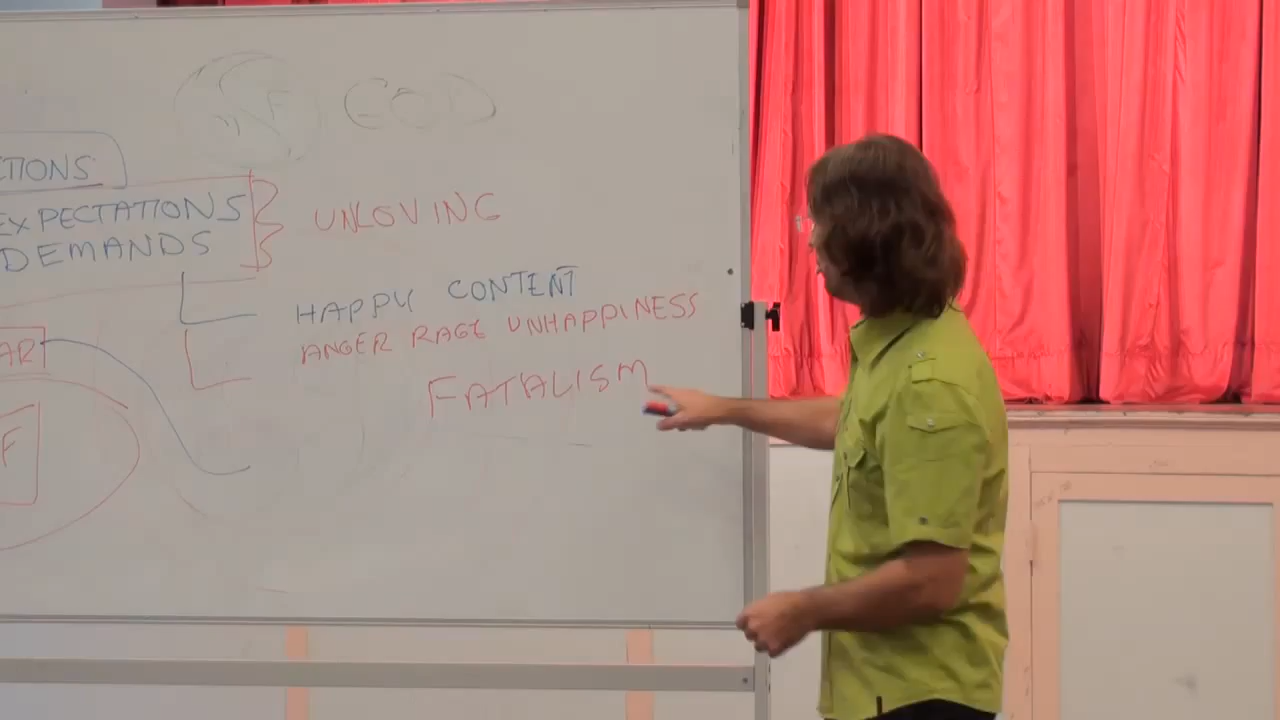 GOD
CTIONS
EXPECTATIONS
DEMANDS
UNLOVING
HAPPY CONTENT
ANGER RAGE UNHAPPINESS
AR
FATALISM
F